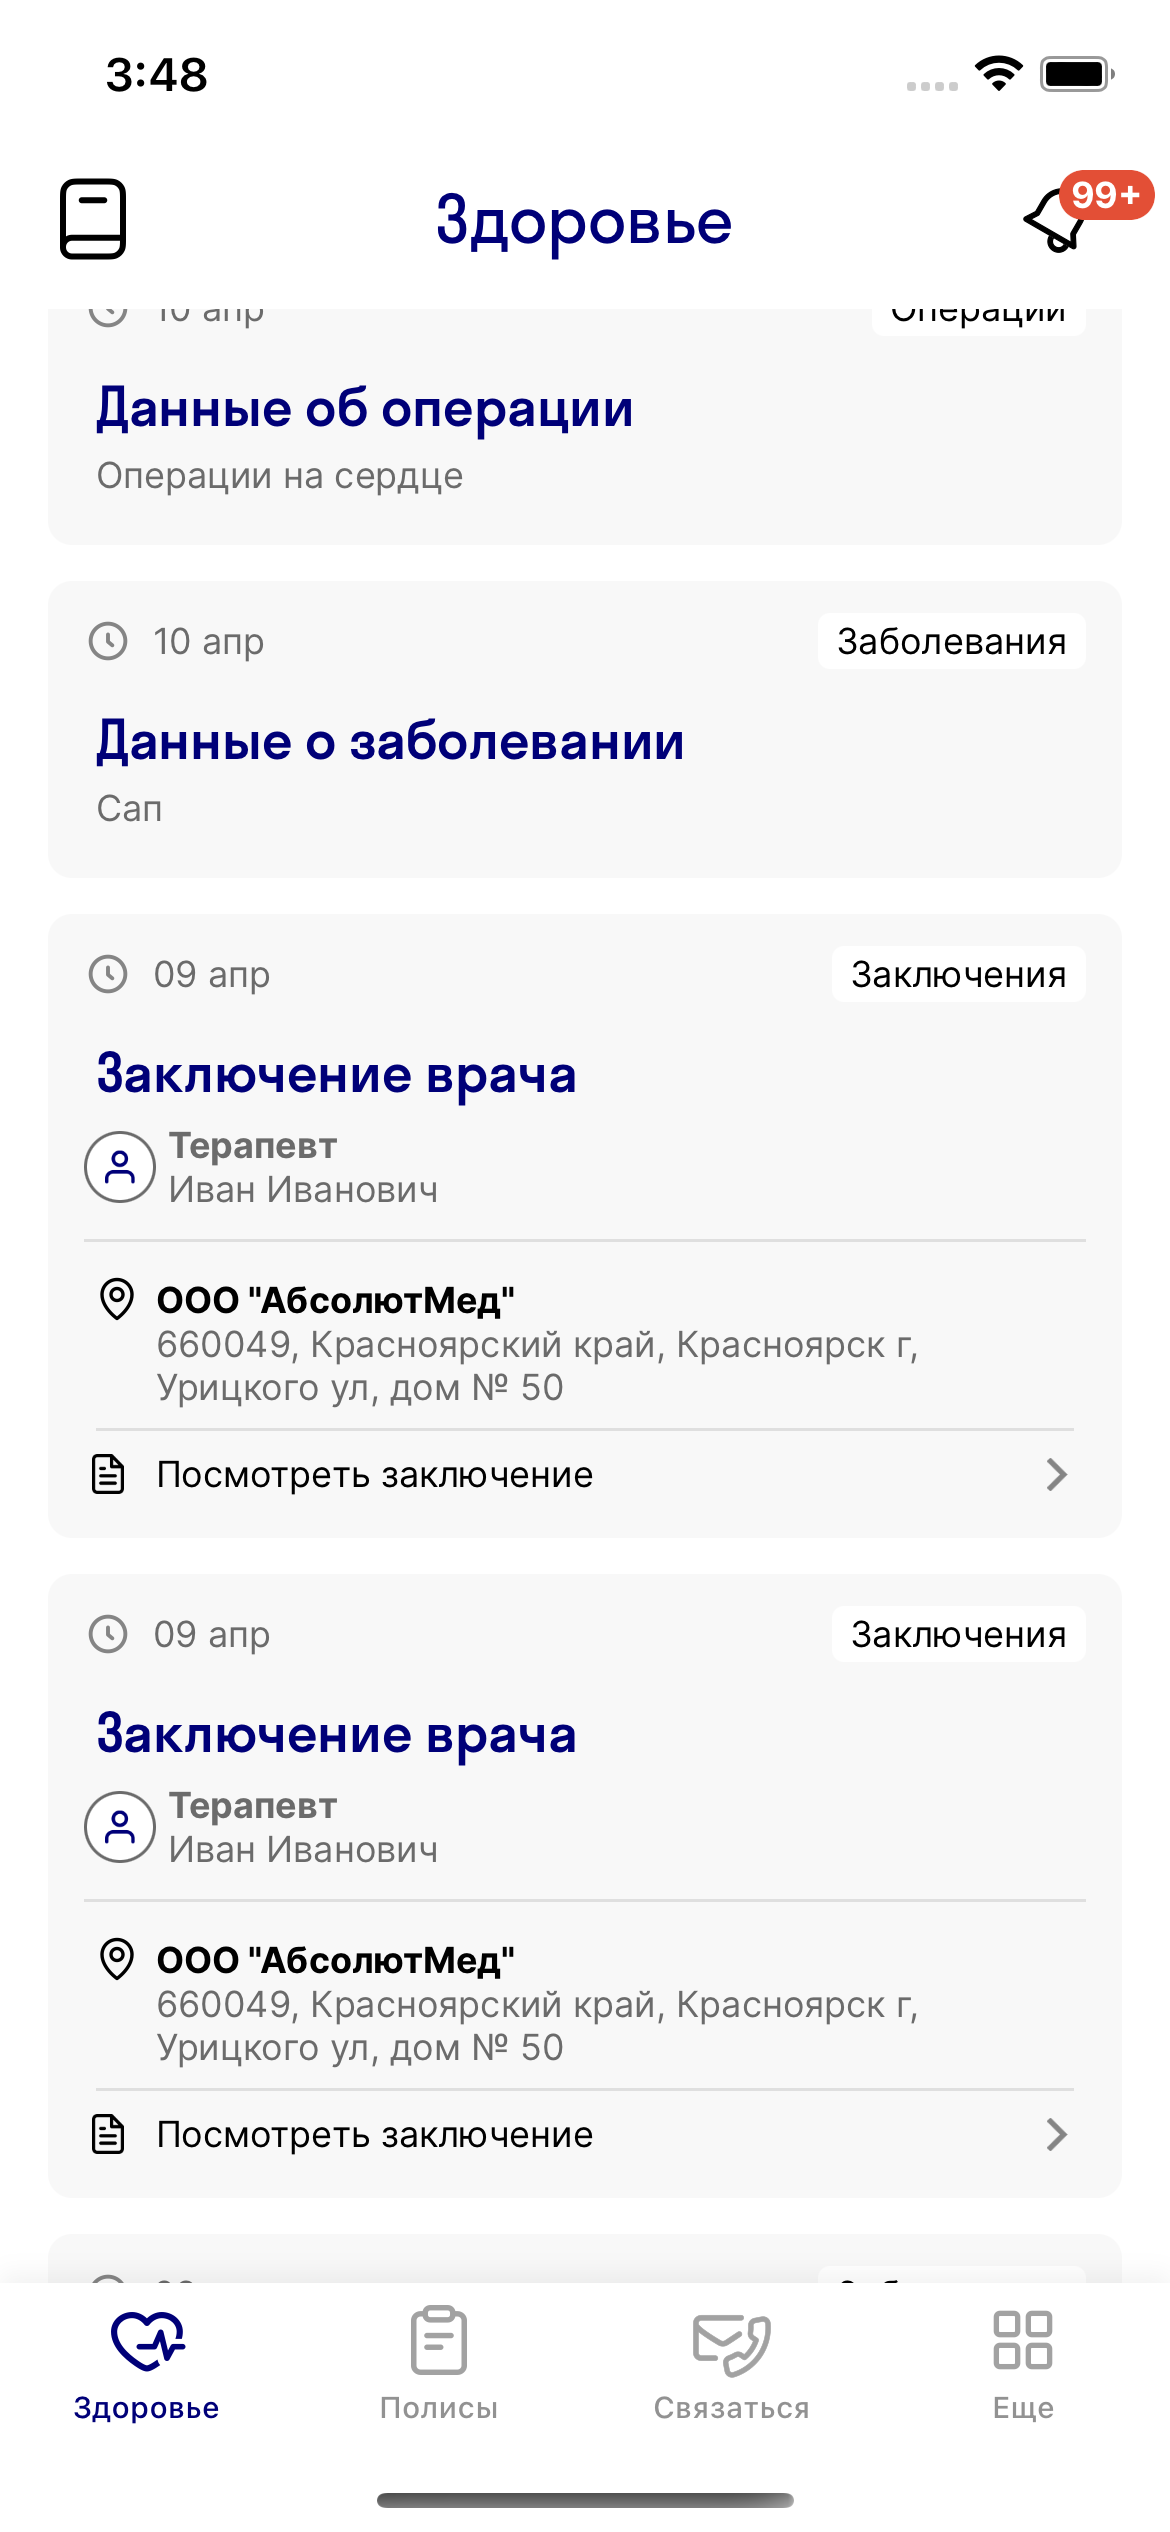 3:48
Здоровье
99+
10 апр
Операции
Данные об операции
Операции на сердце
10 апр
Заболевания
Данные о заболевании
Сап
09 апр
Заключения
Заключение врача
Терапевт
Иван Иванович
ООО "АбсолютМед"
660049, Красноярский край, Красноярск г,
Урицкого ул, дом № 50
Посмотреть заключение
09 апр
Заключения
Заключение врача
Терапевт
Иван Иванович
ООО "АбсолютМед"
660049, Красноярский край, Красноярск г,
Урицкого ул, дом № 50
Посмотреть заключение
Здоровье
Полисы
Связаться
Еще